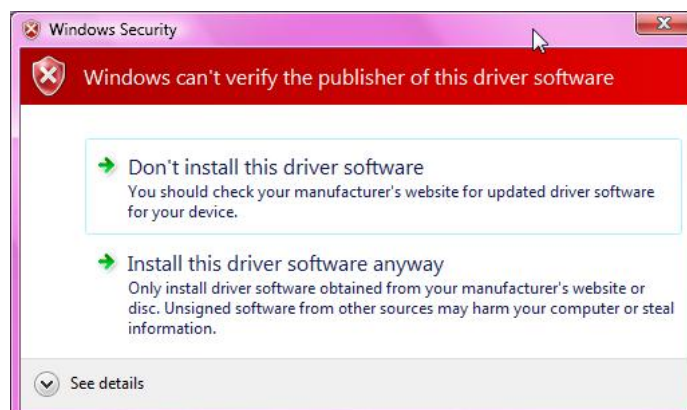 Windows Security
Windows can't verify the publisher of this driver software
Don't install this driver software
You should check your manufacturer's website for updated driver software
for your device.
Install this driver software anyway
Only install driver software obtained from your manufacturer's website or
disc. Unsigned software from other sources may harm your computer or steal
information.
See details